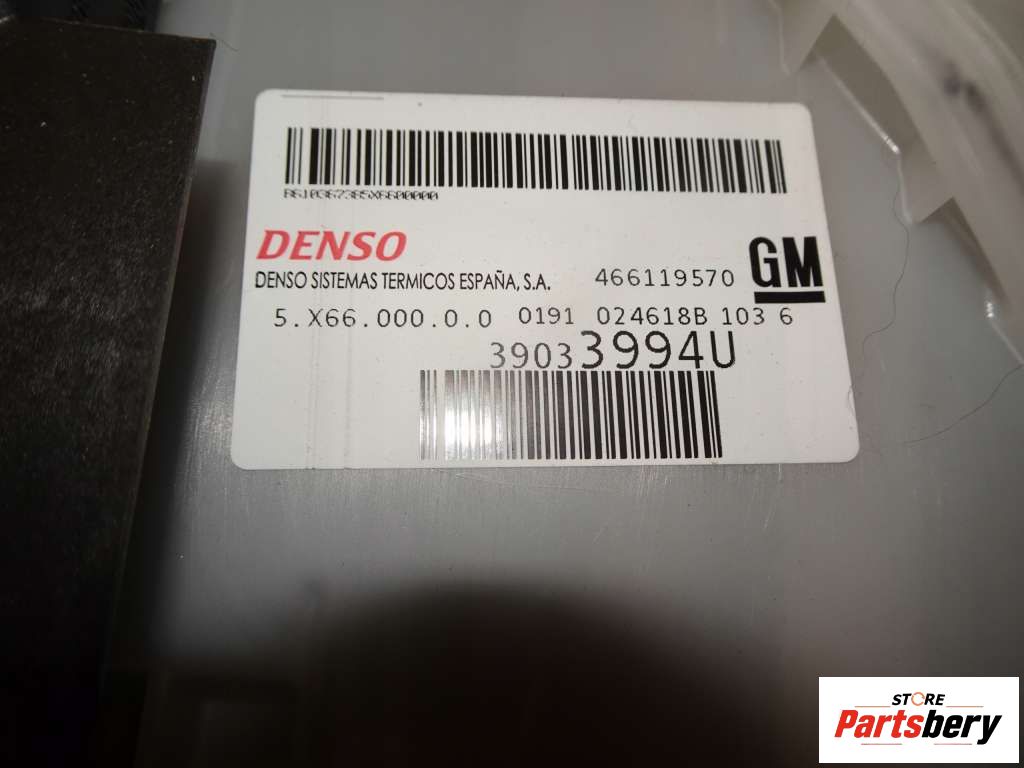 B610367385X6600000
DENSO
DENSO SISTEMAS TERMICOS ESPAÑA, S.A.
466119570
GM
5.X66.000.0.0 0191 024618B 103 6
39033994U
STORE
Partsbery